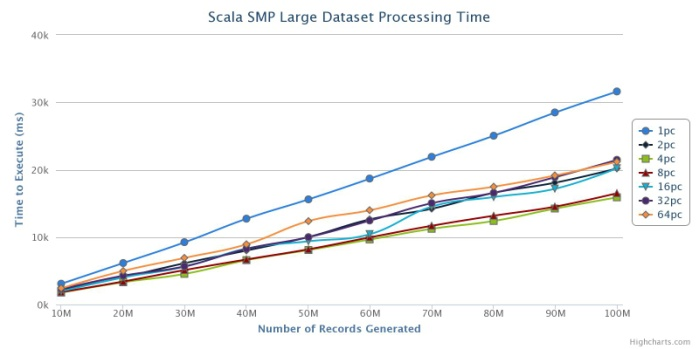 Scala SMP Large Dataset Processing Time
Time to Execute (ms)
40k
30k
20k
10k
0k
10M 20M 30M 40M 50M 60M 70M 80M 90M 100M
Number of Records Generated
1pc
2pc
4pc
8pc
16pc
32pc
64pc
Highcharts.com